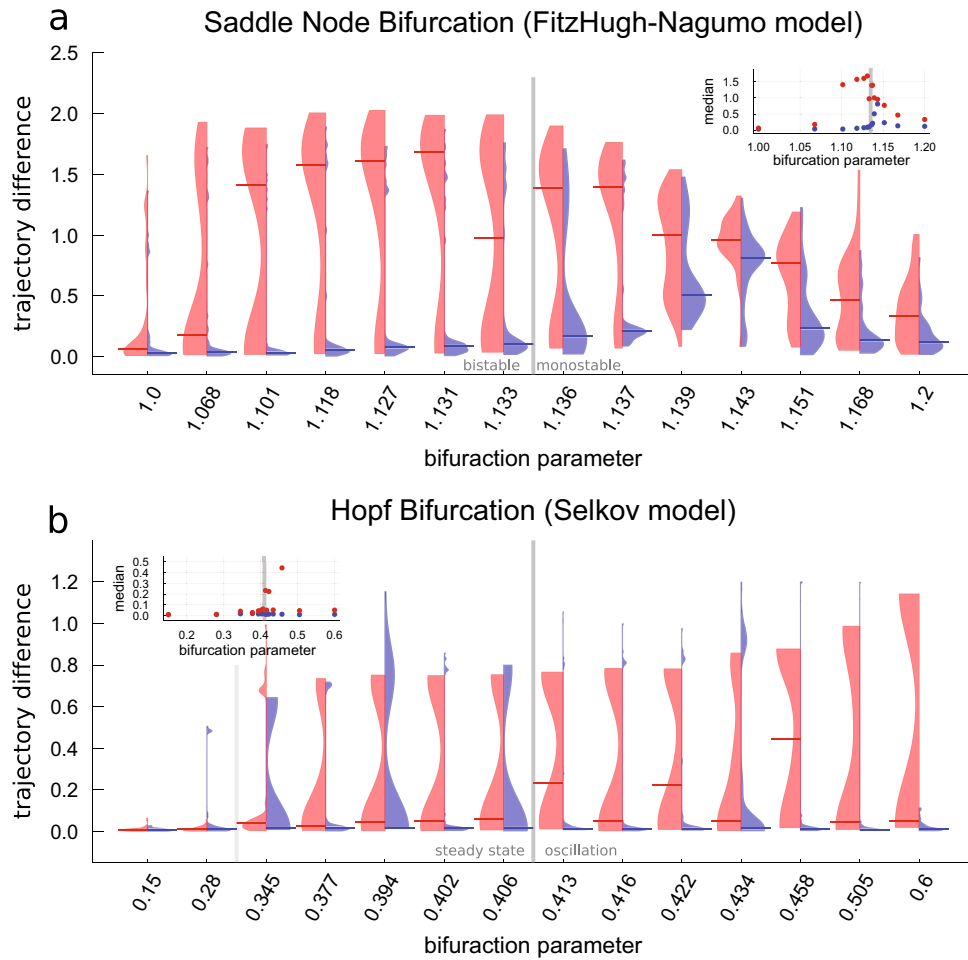 a
Saddle Node Bifurcation (FitzHugh-Nagumo model)
trajectory difference
2.5
2.0
1.5
1.0
0.5
0.0
median
1.5
1.0
0.5
0.0
1.00 1.05 1.10 1.15 1.20
bifurcation parameter
bistable monostable
1.0 1.068 1.101 1.118 1.127 1.131 1.133 1.136 1.137 1.139 1.143 1.151 1.168 1.2
bifuraction parameter
b
Hopf Bifurcation (Selkov model)
trajectory difference
1.2
1.0
0.8
0.6
0.4
0.2
0.0
median
0.5
0.4
0.3
0.2
0.1
0.0
0.2 0.3 0.4 0.5 0.6
bifurcation parameter
steady state oscillation
0.15 0.28 0.345 0.377 0.394 0.402 0.406 0.413 0.416 0.422 0.434 0.458 0.505 0.6
bifuraction parameter